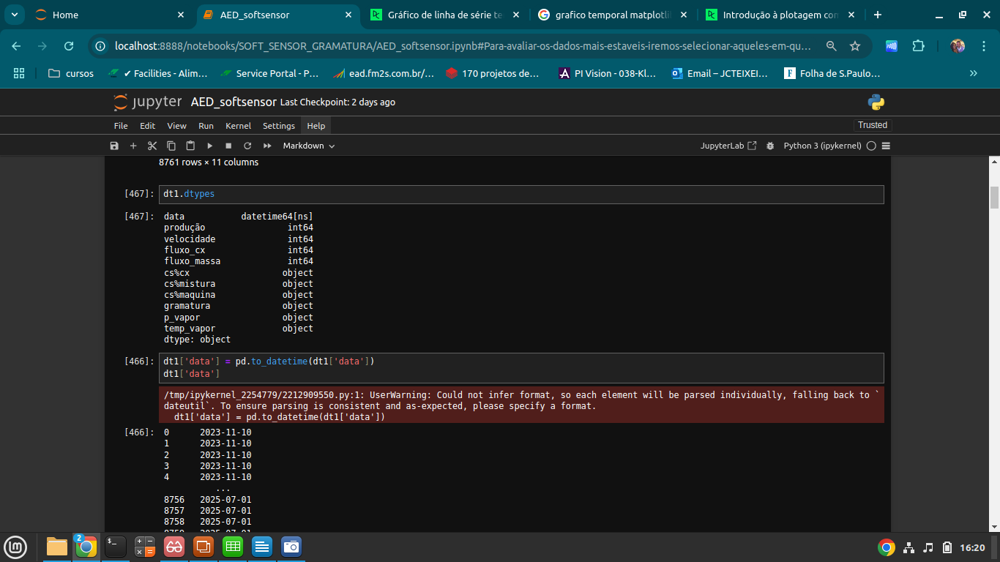 Home
AED_softsensor
Gráfico de linha de série te
grafico temporal matplotli
Introdução à plotagem con
localhost:8888/notebooks/SOFT_SENSOR_GRAMATURA/AED_softsensor.ipynb#Para-avaliar-os-dados-mais-estaveis-iremos-selecionar-aqueles-em-qu...
cursos
✔ Facilities - Alim...
Service Portal - P...
ead.fm2s.com.br/...
170 projetos de...
PI Vision - 038-Kl...
Email – JCTEIXEI...
Folha de S.Paulo...
jupyter AED_softsensor Last Checkpoint: 2 days ago
File Edit View Run Kernel Settings Help Trusted
Markdown JupyterLab Python 3 (ipykernel)
8761 rows × 11 columns
[467]: dt1.dtypes
[467]: data datetime64[ns]
produção int64
velocidade int64
fluxo_cx int64
fluxo_massa int64
cs%cx object
cs%mistura object
cs%maquina object
gramatura object
p_vapor object
temp_vapor object
dtype: object
[466]: dt1['data'] = pd.to_datetime(dt1['data'])
dt1['data']
/tmp/ipykernel_2254779/2212909550.py:1: UserWarning: Could not infer format, so each element will be parsed individually, falling back to `
dateutil`. To ensure parsing is consistent and as-expected, please specify a format.
dt1['data'] = pd.to_datetime(dt1['data'])
[466]: 0 2023-11-10
1 2023-11-10
2 2023-11-10
3 2023-11-10
4 2023-11-10
...
8756 2025-07-01
8757 2025-07-01
8758 2025-07-01
8759 2025-07-01
2
16:20